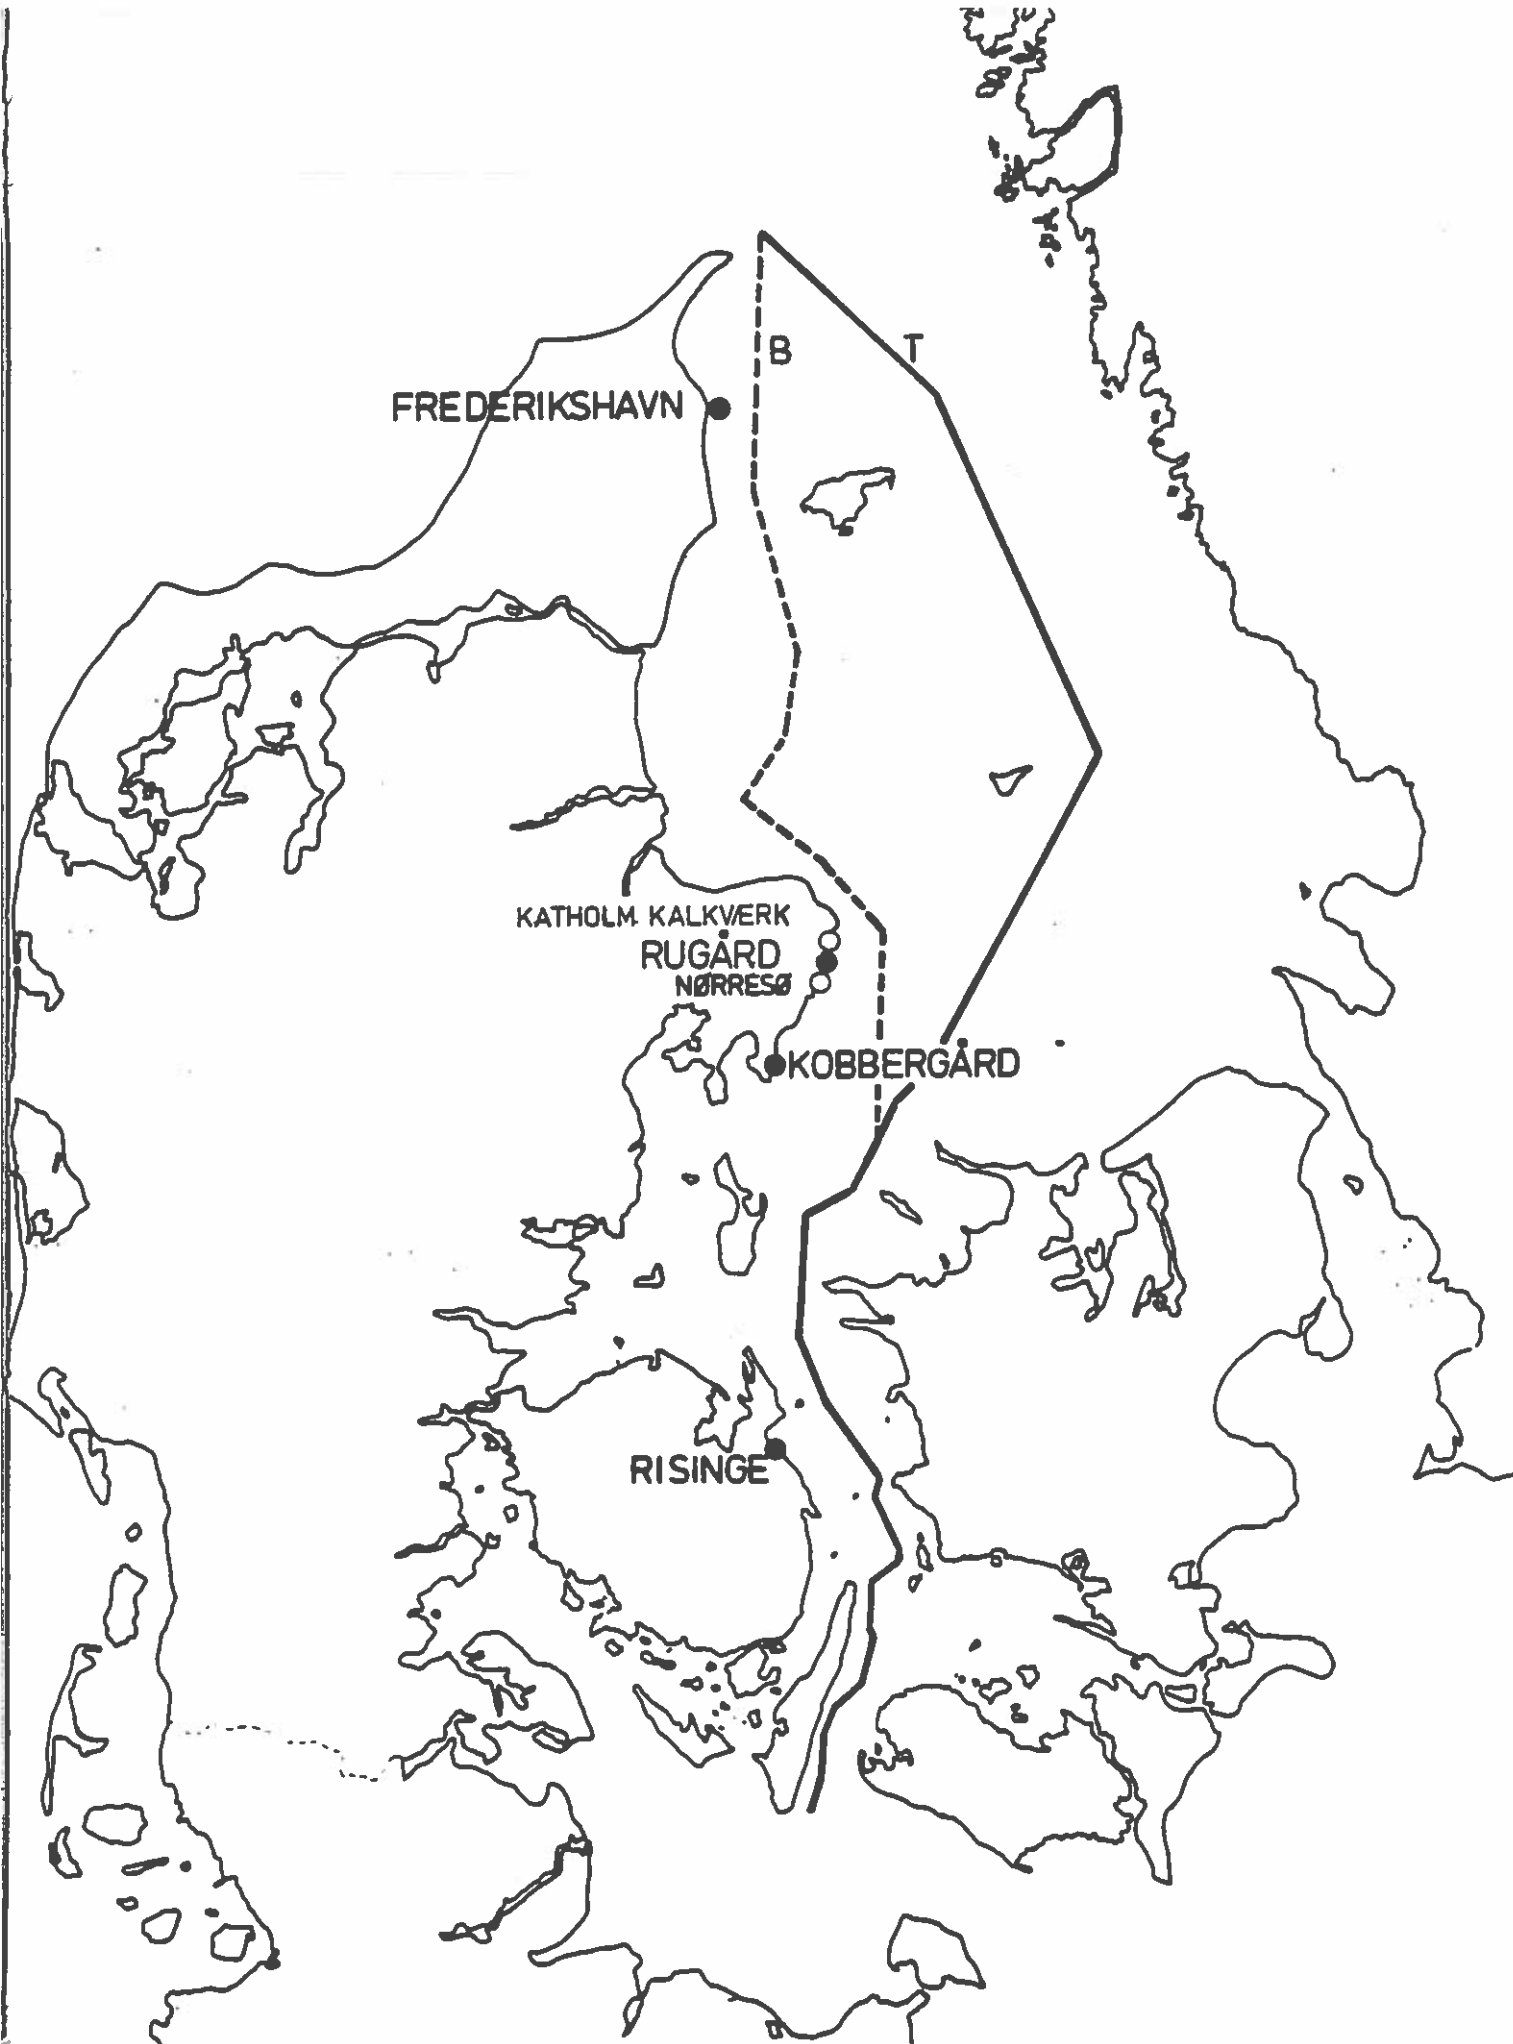 B
T
FREDERIKSHAVN
KATHOLM KALKVÆRK
RUGÅRD
NØRRESØ
KOBBERGÅRD
RISINGE